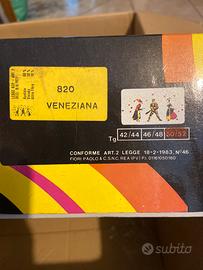 820
VENEZIANA
Tg
42/44 46/48 50/52
CONFORME ART.2 LEGGE 18-2-1983, N°46
FIORI PAOLO & C. S.N.C. REA (PV) P.I. 01161050180
subito